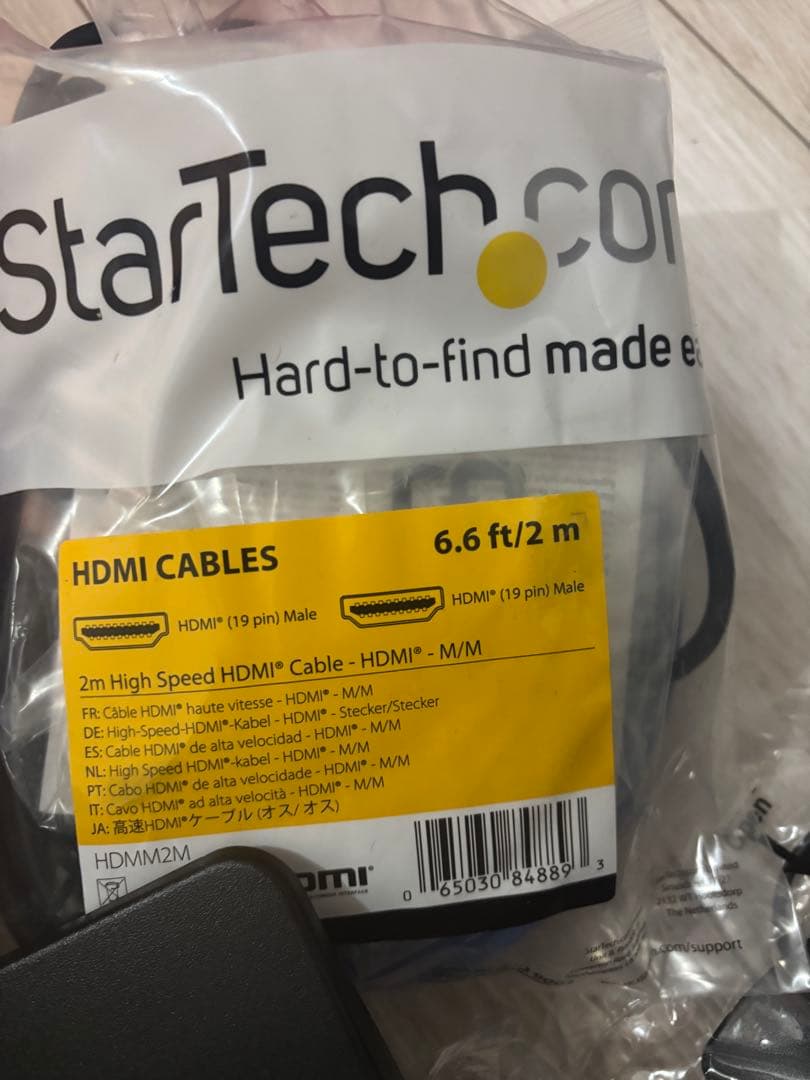 StarTech.com
Hard-to-find made ea
HDMI CABLES
6.6 ft/2 m
HDMI® (19 pin) Male
HDMI® (19 pin) Male
2m High Speed HDMI® Cable - HDMI® - M/M
FR: Câble HDMI® haute vitesse - HDMI® - M/M
DE: High-Speed-HDMI®-Kabel - HDMI® - Stecker/Stecker
ES: Cable HDMI® de alta velocidad - HDMI® - M/M
NL: High Speed HDMI®-kabel - HDMI® - M/M
PT: Cabo HDMI® de alta velocidade - HDMI® - M/M
IT: Cavo HDMI® ad alta velocità - HDMI® - M/M
JA: 高速HDMI®ケーブル (オス/ オス)
HDMM2M
0 65030 84889 3
The Netherlands
.com/support